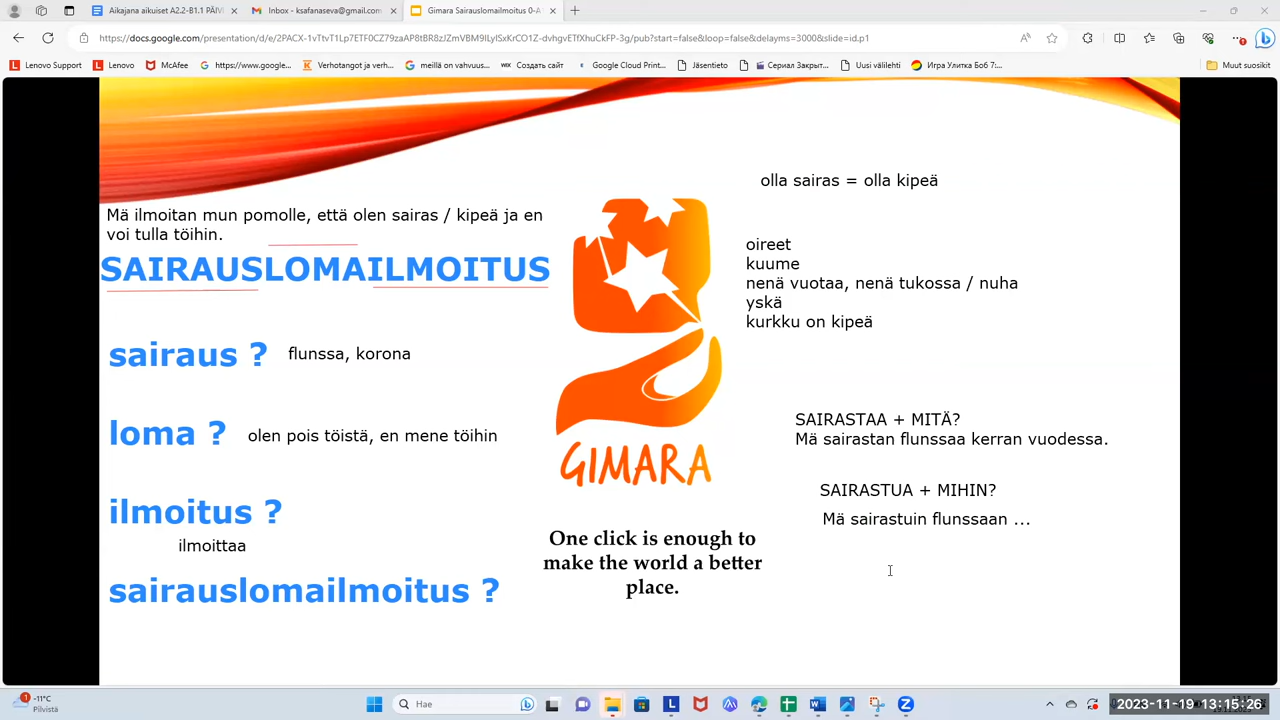 Aikajana aikuiset A2.2-B1.1 PÄIV
Inbox - ksafanaseva@gmail.com
Gimara Sairauslomailmoitus 0-A
https://docs.google.com/presentation/d/e/2PACX-1vTtvT1Lp7ETF0CZ79zaAP8tBR8zJZmVBM9ILylSxKrCO1Z-dvhgvETfXhuCkFP-3g/pub?start=false&loop=false&delayms=3000&slide=id.p1
Lenovo Support
Lenovo
McAfee
https://www.google...
Verhotangot ja verh...
meillä on vahvuus...
Создать сайт
Google Cloud Print...
Jäsentieto
Сериал Закрыт...
Uusi välilehti
Игра Улитка Боб 7:...
Muut suosikit
olla sairas = olla kipeä
Mä ilmoitan mun pomolle, että olen sairas / kipeä ja en
voi tulla töihin.
SAIRAUSLOMAILMOITUS
oireet
kuume
nenä vuotaa, nenä tukossa / nuha
yskä
kurkku on kipeä
sairaus ? flunssa, korona
loma ? olen pois töistä, en mene töihin
ilmoitus ?
ilmoittaa
sairauslomailmoitus ?
GIMARA
One click is enough to
make the world a better
place.
SAIRASTAA + MITÄ?
Mä sairastan flunssaa kerran vuodessa.
SAIRASTUA + MIHIN?
Mä sairastuin flunssaan ...
1
-11°C
Pilvistä
Hae
2023-11-19 13:15:26